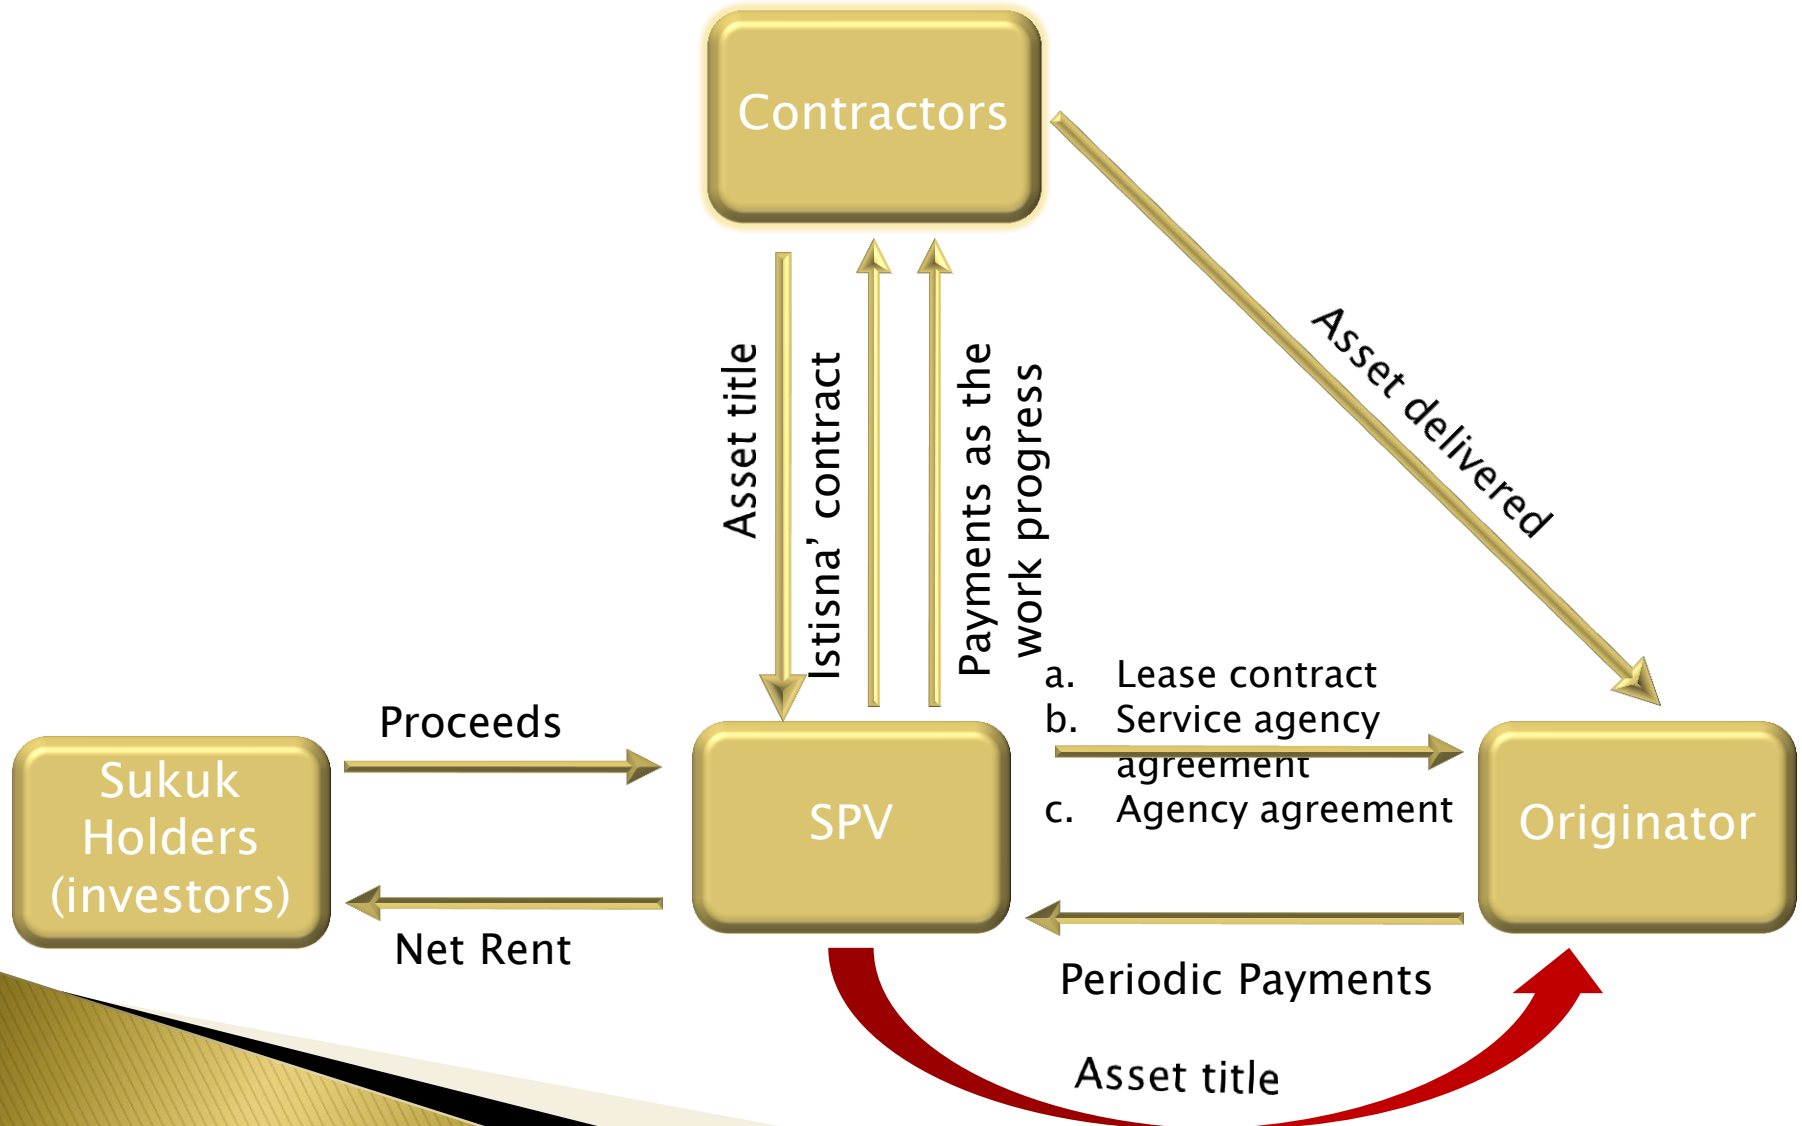 Contractors
Asset title
Istisna’ contract
Payments as the
work progress
Asset delivered
Proceeds
a. Lease contract
b. Service agency
agreement
c. Agency agreement
Sukuk
Holders
(investors)
SPV
Originator
Net Rent
Periodic Payments
Asset title